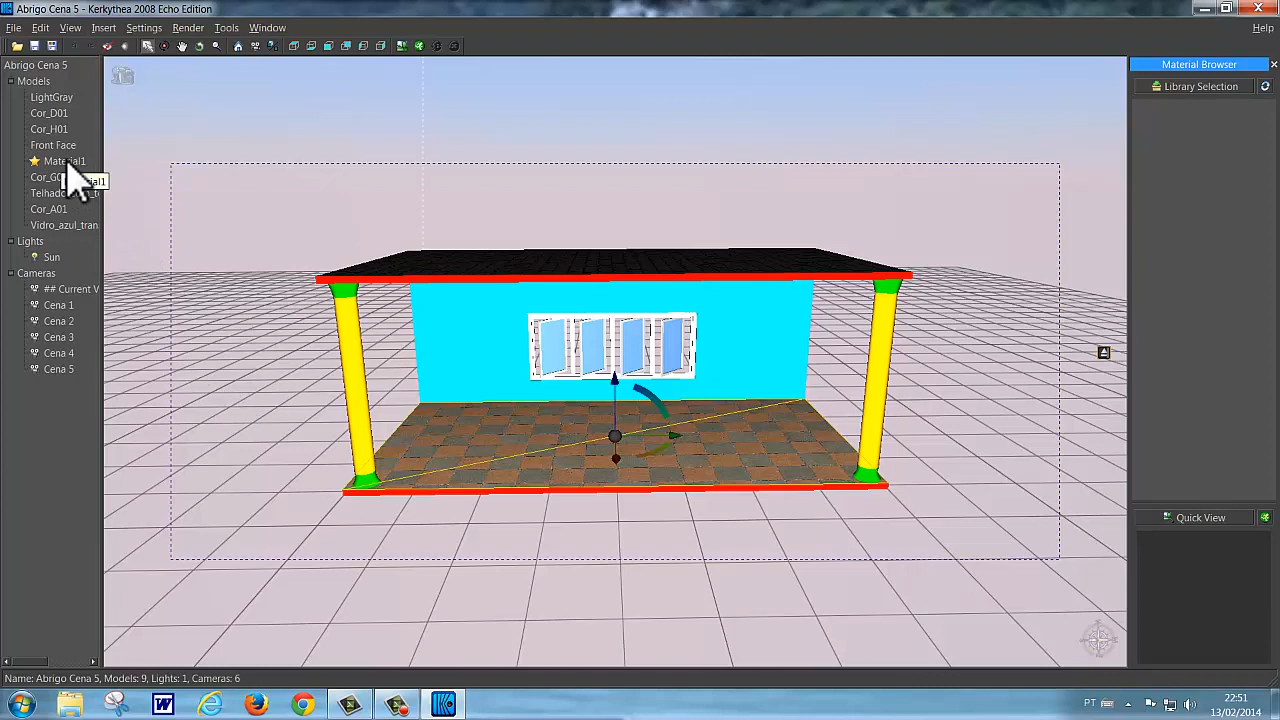 Abrigo Cena 5 - Kerkythea 2008 Echo Edition
File Edit View Insert Settings Render Tools Window Help
Abrigo Cena 5
Models
LightGray
Cor_D01
Cor_H01
Front Face
Material1
Vidro_azul_tran
Cor_A01
Lights
Sun
Cameras
## Current V
Cena 1
Cena 2
Cena 3
Cena 4
Cena 5
Material Browser
Library Selection
Quick View
Name: Abrigo Cena 5, Models: 9, Lights: 1, Cameras: 6
PT
22:51
13/02/2014